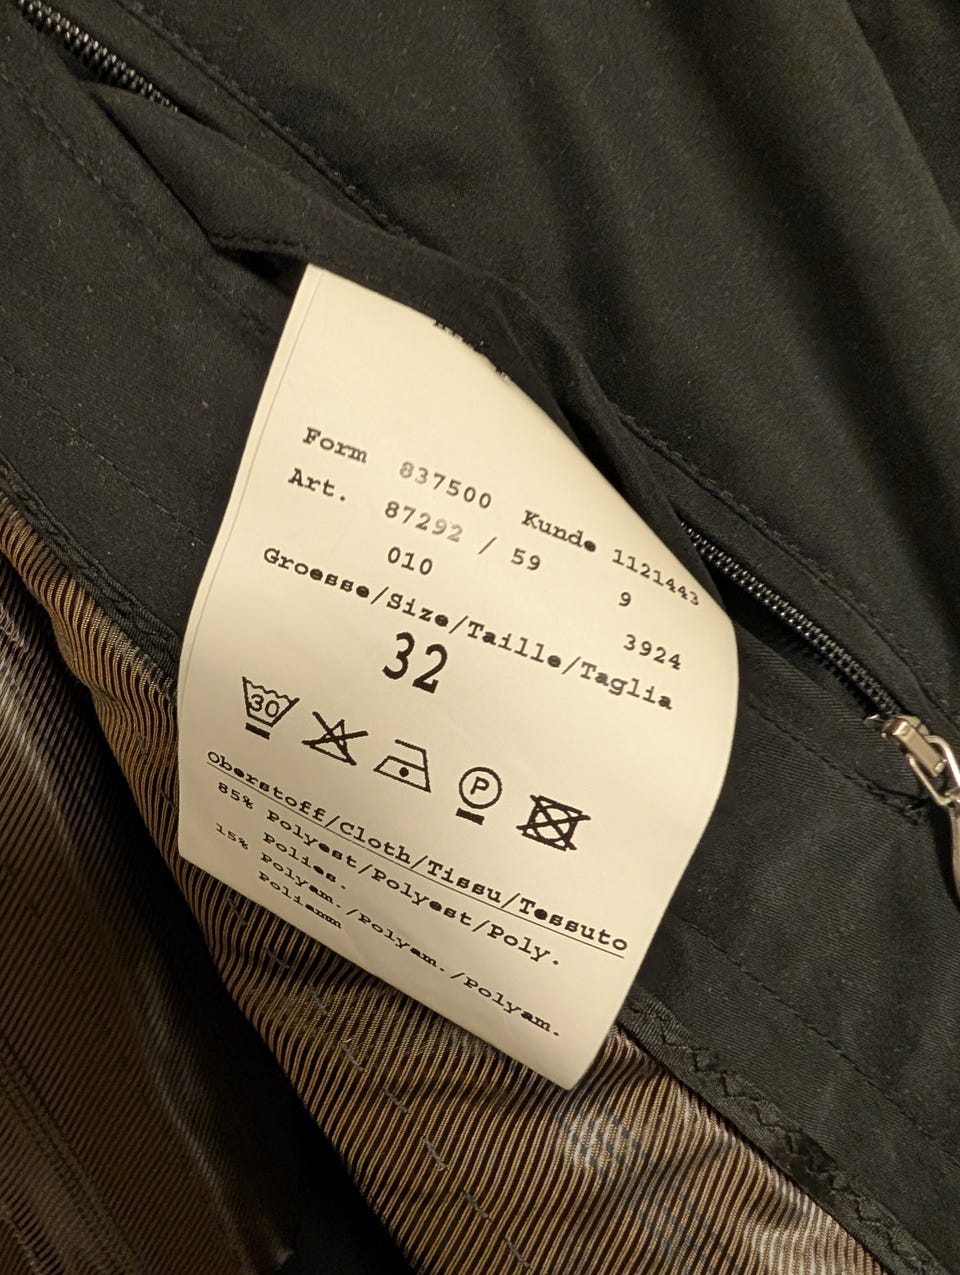 Form 837500 Kunde 1121443
Art. 87292 / 59 9
010 3924
Groesse/Size/Taille/Taglia
32
30
P
Oberstoff/Cloth/Tissu/Tessuto
85% Polyest/Polyest/Poly.
Polies.
15% Polyam./Polyam./Polyam.
Poliamm